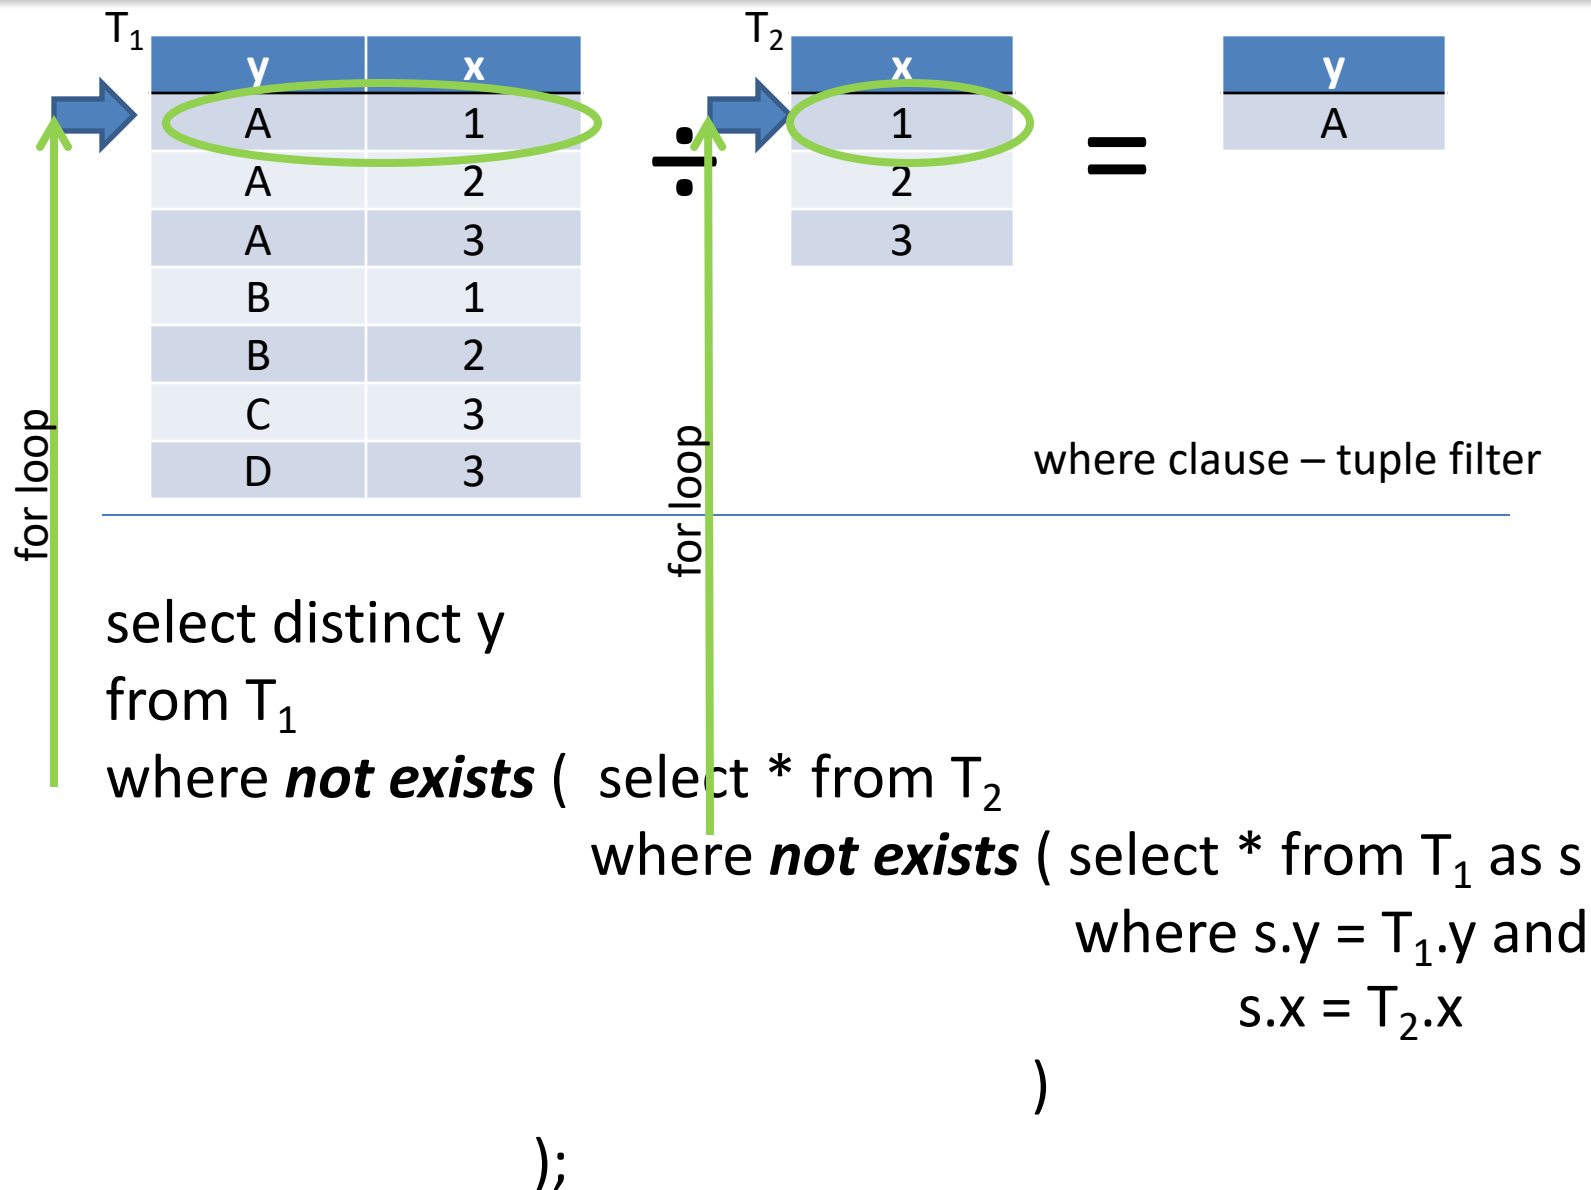 T1 T2
y x x y
A 1 ÷ 1 = A
A 2 2
A 3 3
B 1
B 2
C 3
D 3
for loop
for loop
where clause – tuple filter
select distinct y
from T1
where not exists ( select * from T2
where not exists ( select * from T1 as s
where s.y = T1.y and
s.x = T2.x
)
);